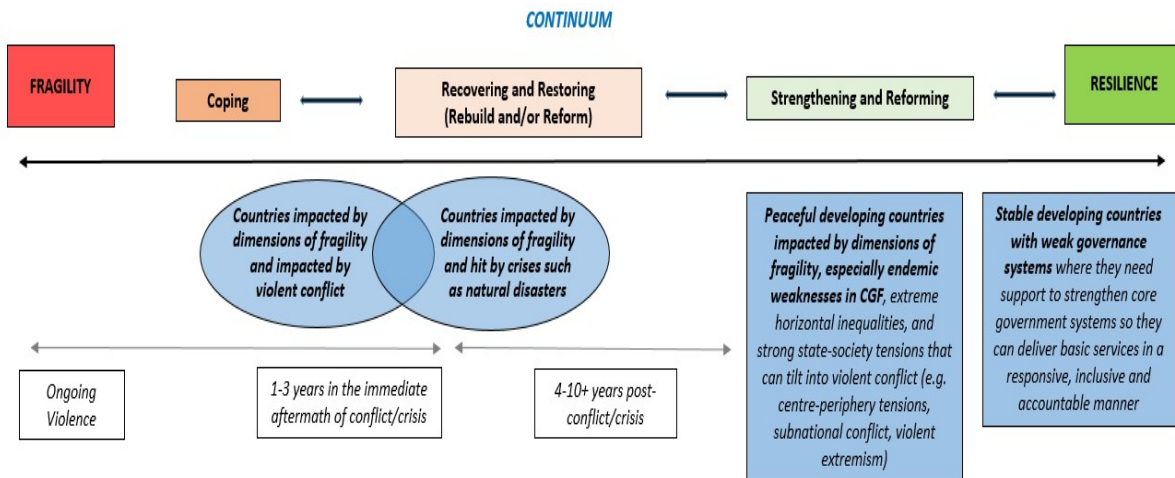 CONTINUUM
FRAGILITY
Coping
Recovering and Restoring
(Rebuild and/or Reform)
Strengthening and Reforming
RESILIENCE
Countries impacted by
dimensions of fragility
and impacted by
violent conflict
Countries impacted by
dimensions of fragility
and hit by crises such
as natural disasters
Peaceful developing countries
impacted by dimensions of
fragility, especially endemic
weaknesses in CGF, extreme
horizontal inequalities, and
strong state-society tensions that
can tilt into violent conflict (e.g.
centre-periphery tensions,
subnational conflict, violent
extremism)
Stable developing countries
with weak governance
systems where they need
support to strengthen core
government systems so they
can deliver basic services in a
responsive, inclusive and
accountable manner
Ongoing
Violence
1-3 years in the immediate
aftermath of conflict/crisis
4-10+ years post-
conflict/crisis